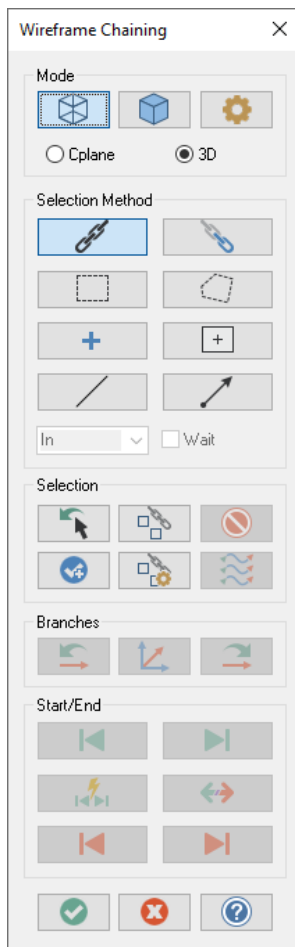 Wireframe Chaining
Mode
Cplane
3D
Selection Method
In
Wait
Selection
Branches
Start/End